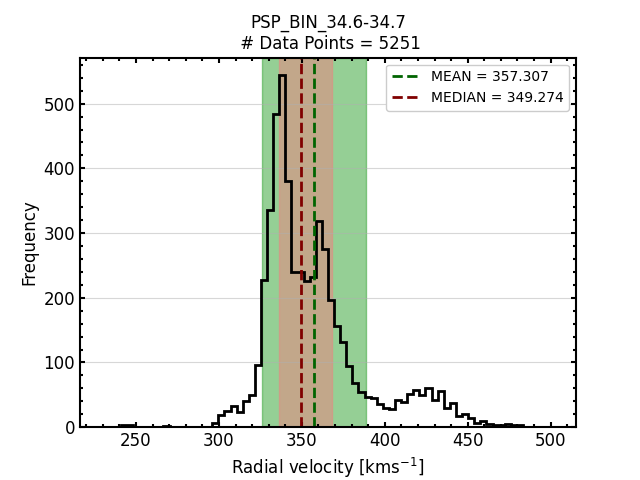 PSP_BIN_34.6-34.7
# Data Points = 5251
MEAN = 357.307
MEDIAN = 349.274
Frequency
500
400
300
200
100
0
250 300 350 400 450 500
Radial velocity [kms⁻¹]